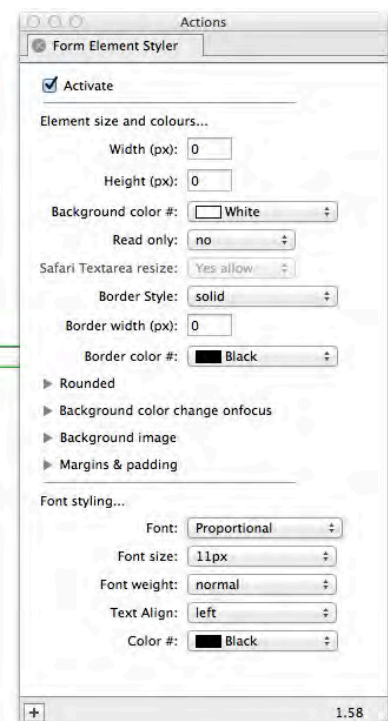 Actions
Form Element Styler
Activate
Element size and colours...
Width (px): 0
Height (px): 0
Background color #: White
Read only: no
Safari Textarea resize: Yes allow
Border Style: solid
Border width (px): 0
Border color #: Black
Rounded
Background color change onfocus
Background image
Margins & padding
Font styling...
Font: Proportional
Font size: 11px
Font weight: normal
Text Align: left
Color #: Black
+ 1.58